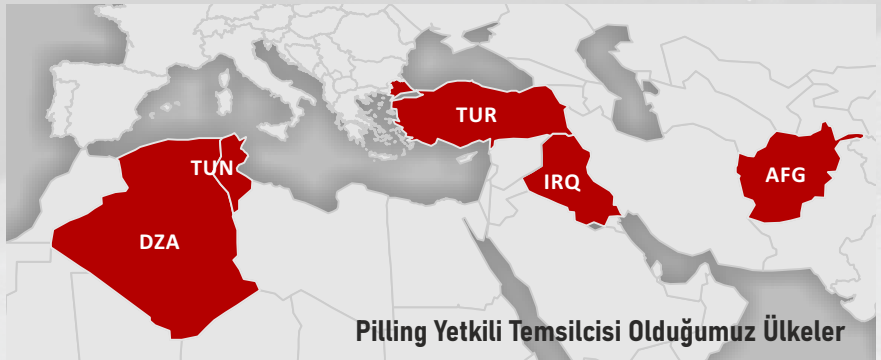 TUR
TUN
IRQ
AFG
DZA
Pilling Yetkili Temsilcisi Olduğumuz Ülkeler